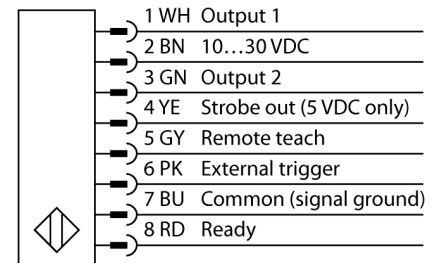 1 WH Output 1
2 BN 10...30 VDC
3 GN Output 2
4 YE Strobe out (5 VDC only)
5 GY Remote teach
6 PK External trigger
7 BU Common (signal ground)
8 RD Ready